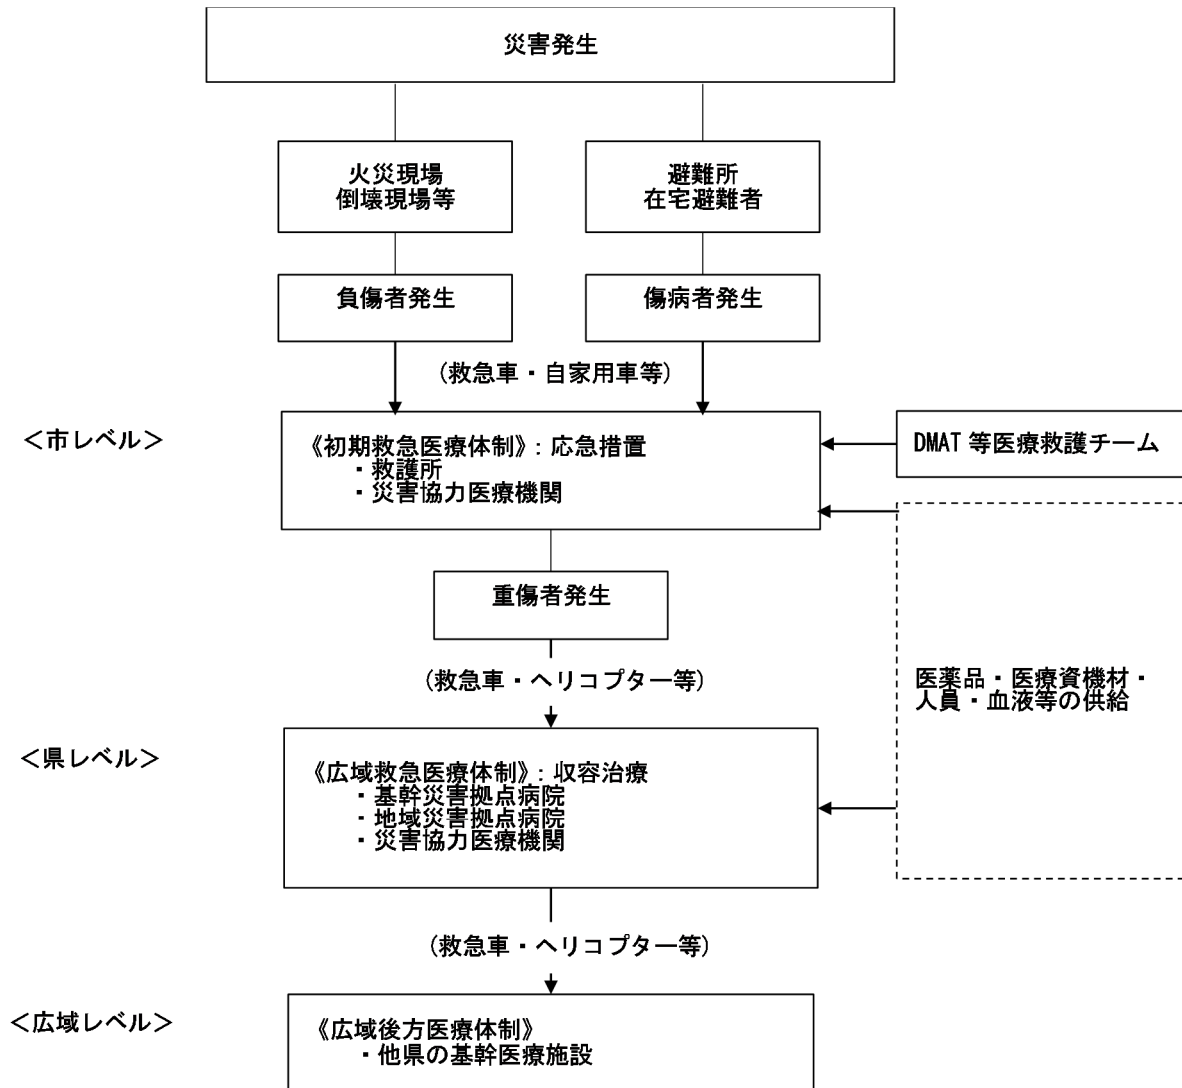 災害発生
火災現場
倒壊現場等
避難所
在宅避難者
負傷者発生
傷病者発生
(救急車・自家用車等)
＜市レベル＞
《初期救急医療体制》：応急措置
・救護所
・災害協力医療機関
DMAT 等医療救護チーム
重傷者発生
(救急車・ヘリコプター等)
医薬品・医療資機材・
人員・血液等の供給
＜県レベル＞
《広域救急医療体制》：収容治療
・基幹災害拠点病院
・地域災害拠点病院
・災害協力医療機関
(救急車・ヘリコプター等)
＜広域レベル＞
《広域後方医療体制》
・他県の基幹医療施設